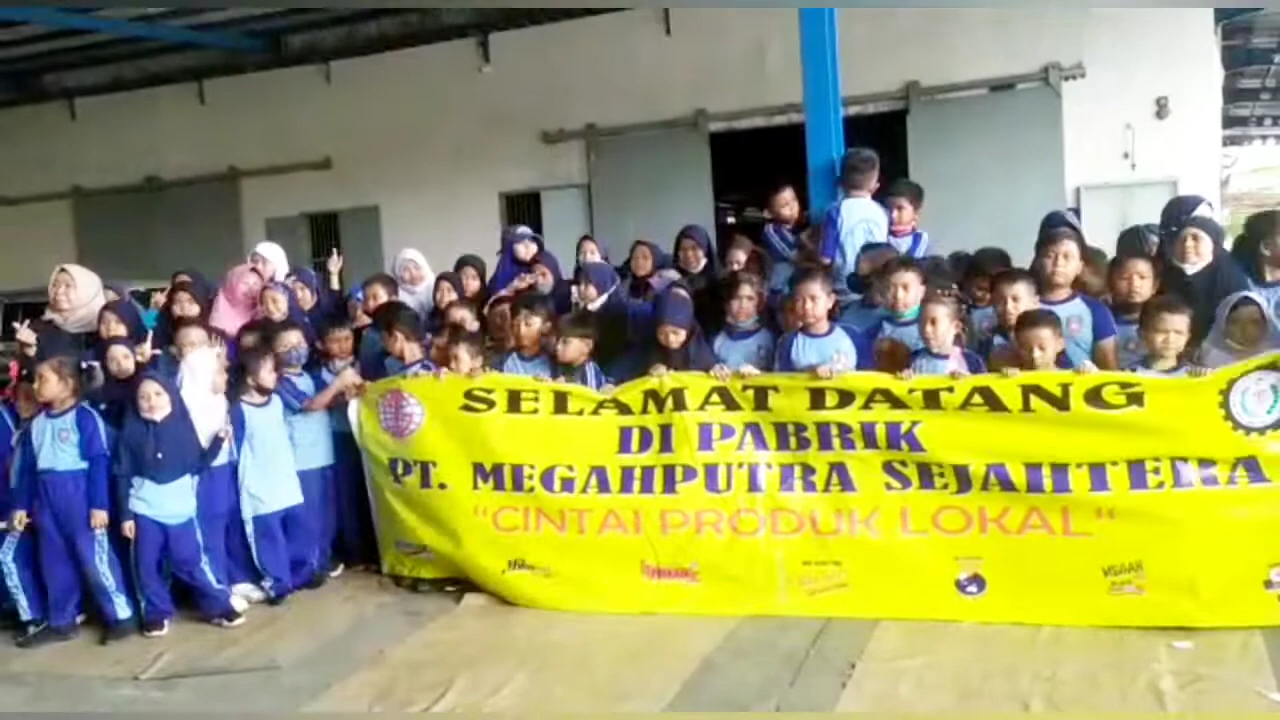 SELAMAT DATANG
DI PABRIK
PT. MEGAHPUTRA SEJAHTERA
"CINTAI PRODUK LOKAL"